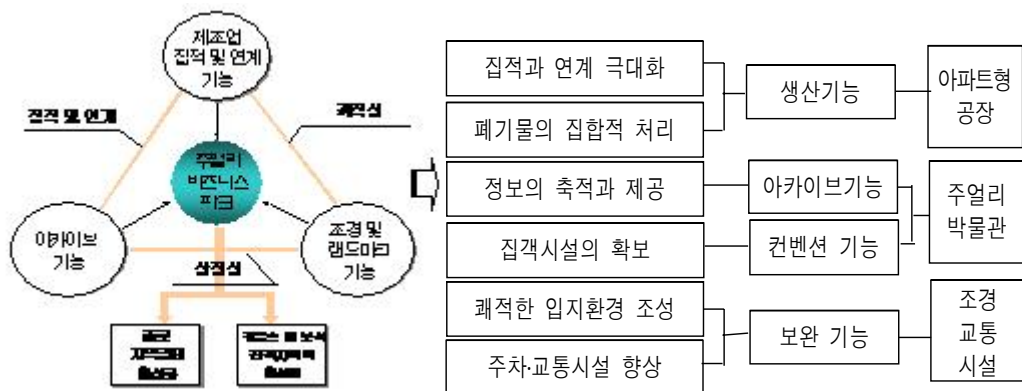 제조업
집적 및 연계
기능
집적 및 연계
쾌적성
주얼리
비즈니스
파크
아카이브
기능
조경 및
랜드마크
기능
상징성
집적과 연계 극대화
폐기물의 집합적 처리
정보의 축적과 제공
집객시설의 확보
쾌적한 입지환경 조성
주차·교통시설 향상
생산기능
아카이브기능
컨벤션 기능
보완 기능
아파트형
공장
주얼리
박물관
조경
교통
시설